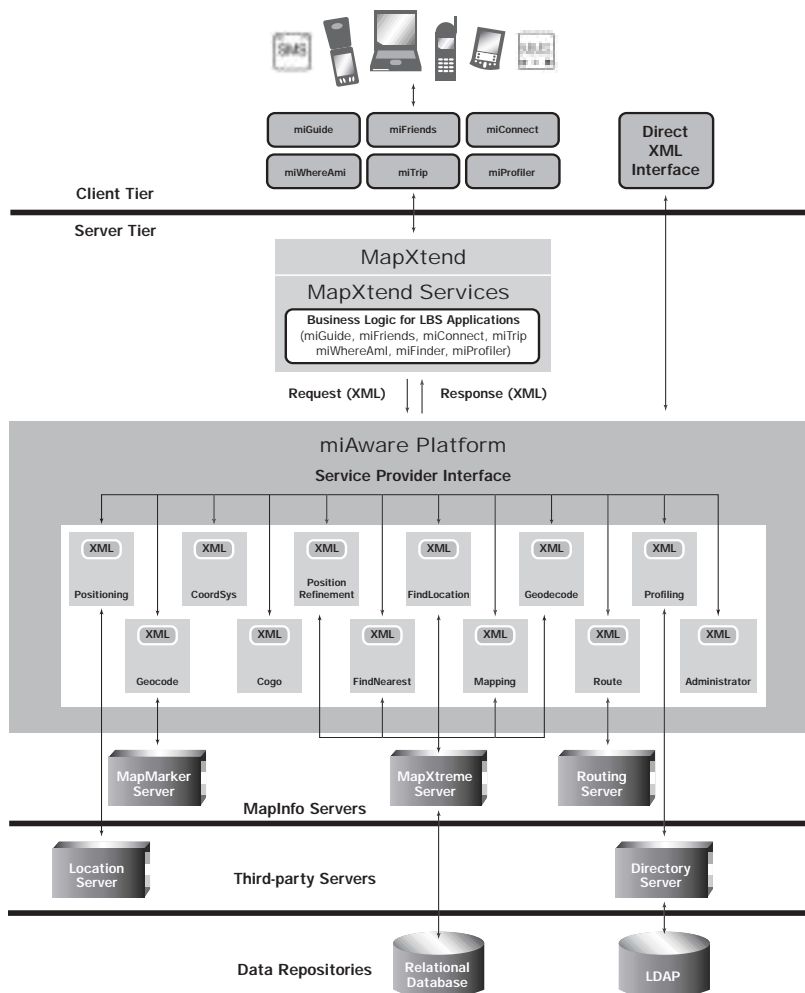 SMS
miGuide
miFriends
miConnect
miWhereAmi
miTrip
miProfiler
Direct
XML
Interface
Client Tier
Server Tier
MapXtend
MapXtend Services
Business Logic for LBS Applications
(miGuide, miFriends, miConnect, miTrip
miWhereAmI, miFinder, miProfiler)
Request (XML)
Response (XML)
miAware Platform
Service Provider Interface
XML
Positioning
XML
CoordSys
XML
Position
Refinement
XML
FindLocation
XML
Geodecode
XML
Profiling
XML
Geocode
XML
Cogo
XML
FindNearest
XML
Mapping
XML
Route
XML
Administrator
MapMarker
Server
MapXtreme
Server
Routing
Server
MapInfo Servers
Location
Server
Third-party Servers
Directory
Server
Data Repositories
Relational
Database
LDAP